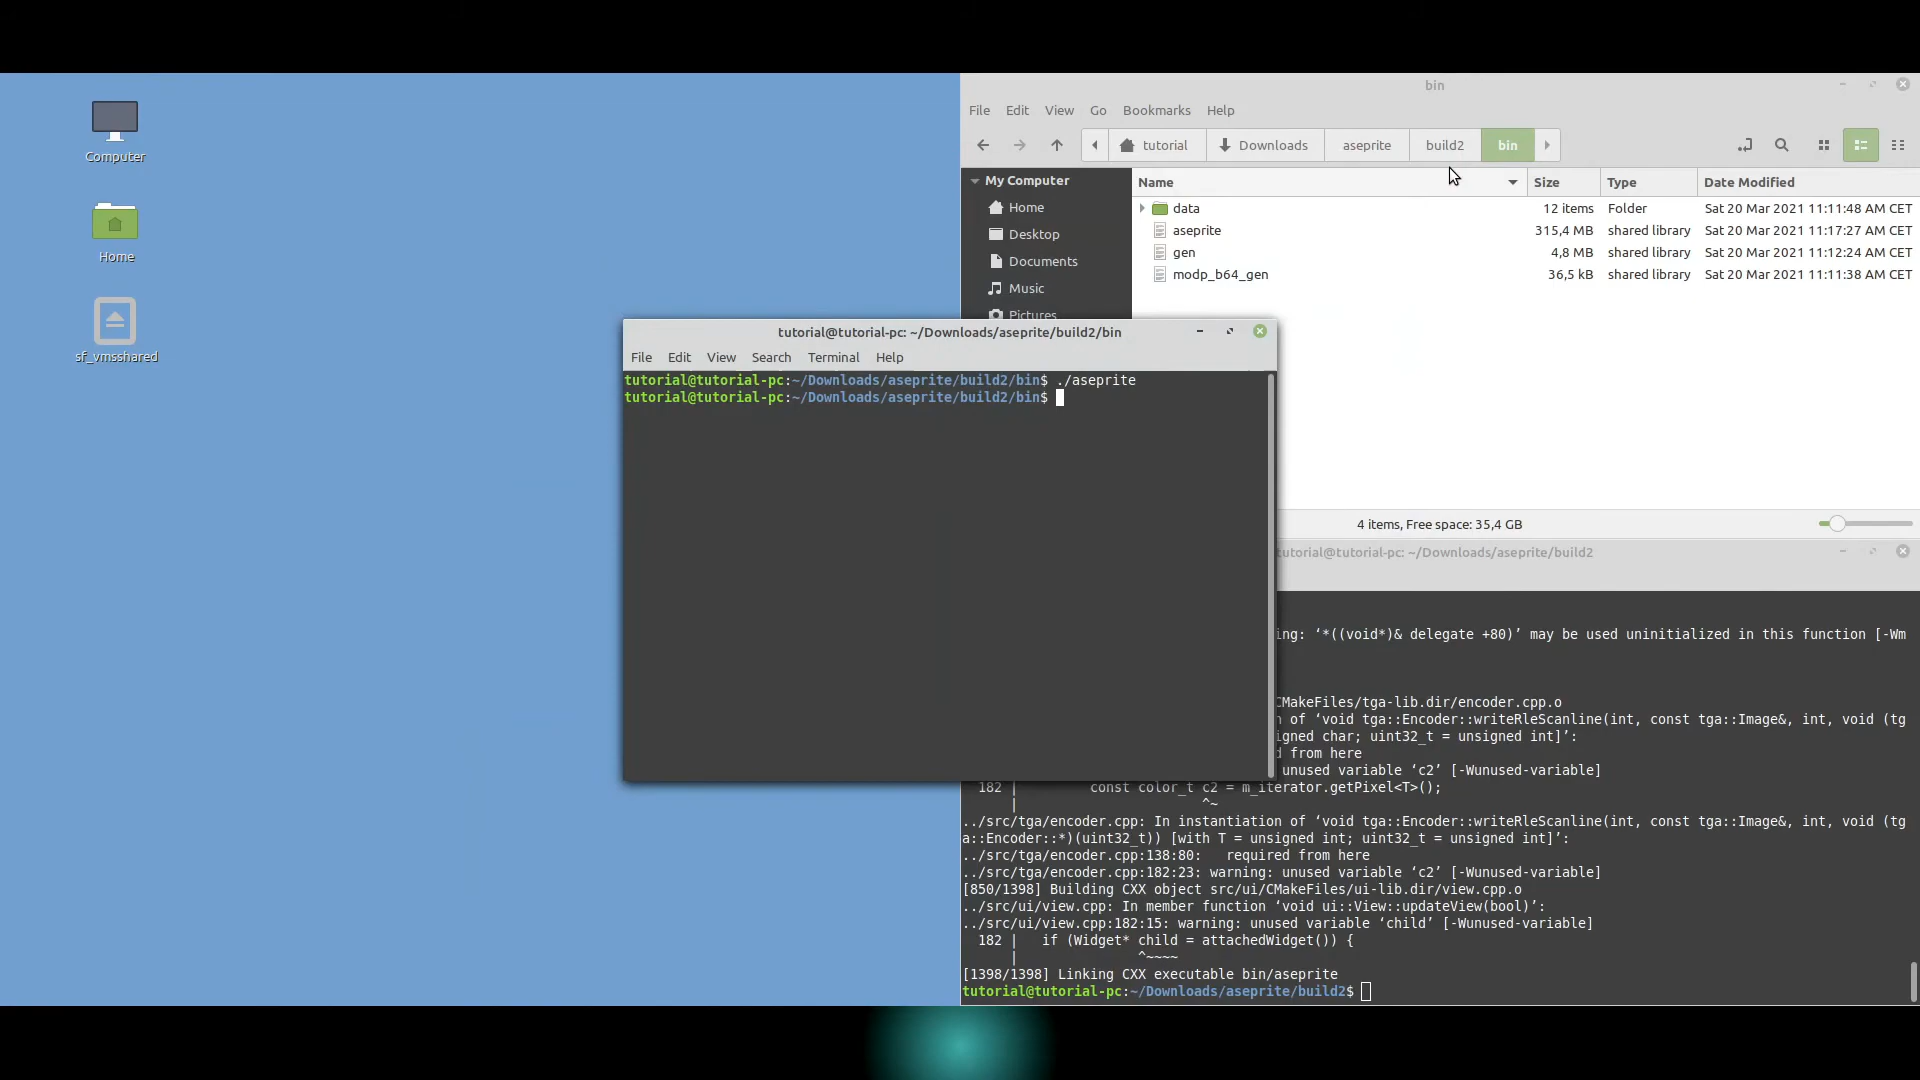 Computer
Home
sf_vmsshared
bin
File Edit View Go Bookmarks Help
tutorial Downloads aseprite build2 bin
My Computer
Home
Desktop
Documents
Music
Pictures
Name Size Type Date Modified
data 12 items Folder Sat 20 Mar 2021 11:11:48 AM CET
aseprite 315,4 MB shared library Sat 20 Mar 2021 11:17:27 AM CET
gen 4,8 MB shared library Sat 20 Mar 2021 11:12:24 AM CET
modp_b64_gen 36,5 kB shared library Sat 20 Mar 2021 11:11:38 AM CET
4 items, Free space: 35,4 GB
tutorial@tutorial-pc: ~/Downloads/aseprite/build2/bin
File Edit View Search Terminal Help
tutorial@tutorial-pc:~/Downloads/aseprite/build2/bin$ ./aseprite
tutorial@tutorial-pc:~/Downloads/aseprite/build2/bin$
tutorial@tutorial-pc: ~/Downloads/aseprite/build2
ing: ‘*((void*)& delegate +80)’ may be used uninitialized in this function [-Wm
CMakeFiles/tga-lib.dir/encoder.cpp.o
n of ‘void tga::Encoder::writeRleScanline(int, const tga::Image&, int, void (tg
igned char; uint32_t = unsigned int]’:
d from here
unused variable ‘c2’ [-Wunused-variable]
182 | const color_t c2 = m_iterator.getPixel<T>();
| ^~
../src/tga/encoder.cpp: In instantiation of ‘void tga::Encoder::writeRleScanline(int, const tga::Image&, int, void (tg
a::Encoder::*)(uint32_t)) [with T = unsigned int; uint32_t = unsigned int]’:
../src/tga/encoder.cpp:138:80: required from here
../src/tga/encoder.cpp:182:23: warning: unused variable ‘c2’ [-Wunused-variable]
[850/1398] Building CXX object src/ui/CMakeFiles/ui-lib.dir/view.cpp.o
../src/ui/view.cpp: In member function ‘void ui::View::updateView(bool)’:
../src/ui/view.cpp:182:15: warning: unused variable ‘child’ [-Wunused-variable]
182 | if (Widget* child = attachedWidget()) {
| ^~~~~
[1398/1398] Linking CXX executable bin/aseprite
tutorial@tutorial-pc:~/Downloads/aseprite/build2$